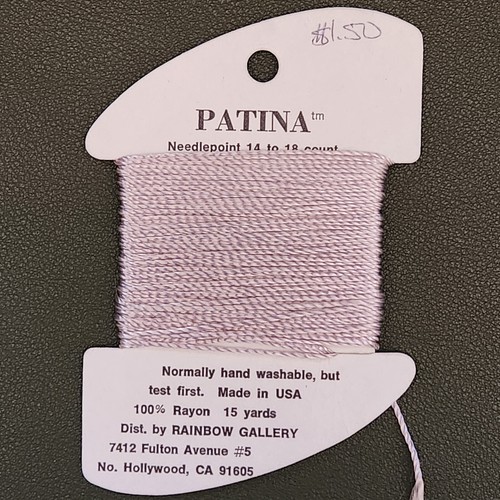 $1.50
PATINA™
Needlepoint 14 to 18 count
Normally hand washable, but
test first. Made in USA
100% Rayon 15 yards
Dist. by RAINBOW GALLERY
7412 Fulton Avenue #5
No. Hollywood, CA 91605